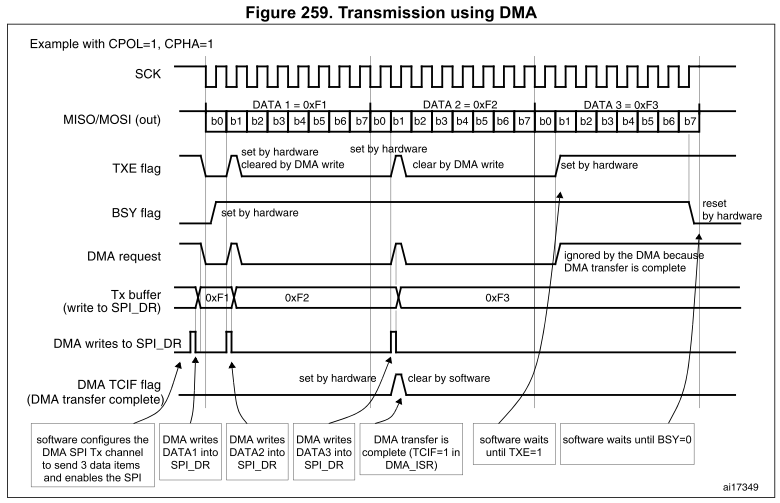 Figure 259. Transmission using DMA
Example with CPOL=1, CPHA=1
SCK
DATA 1 = 0xF1 DATA 2 = 0xF2 DATA 3 = 0xF3
MISO/MOSI (out) b0 b1 b2 b3 b4 b5 b6 b7 b0 b1 b2 b3 b4 b5 b6 b7 b0 b1 b2 b3 b4 b5 b6 b7
set by hardware
cleared by DMA write
set by hardware
clear by DMA write
set by hardware
TXE flag
BSY flag
set by hardware
reset
by hardware
DMA request
ignored by the DMA because
DMA transfer is complete
Tx buffer
(write to SPI_DR)
0xF1 0xF2 0xF3
DMA writes to SPI_DR
DMA TCIF flag
(DMA transfer complete)
set by hardware clear by software
software configures the
DMA SPI Tx channel
to send 3 data items
and enables the SPI
DMA writes
DATA1 into
SPI_DR
DMA writes
DATA2 into
SPI_DR
DMA writes
DATA3 into
SPI_DR
DMA transfer is
complete (TCIF=1 in
DMA_ISR)
software waits
until TXE=1
software waits until BSY=0
ai17349